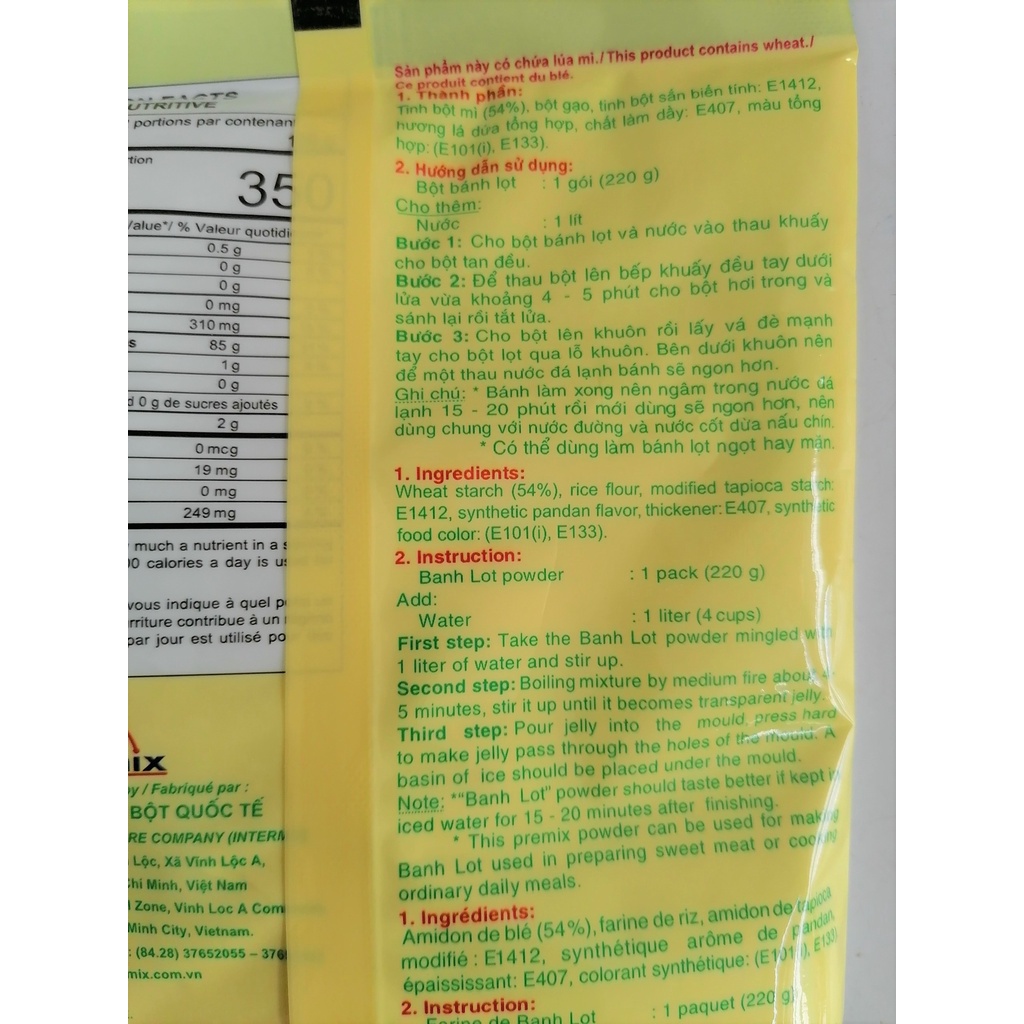 UTRITIVE
portions par contenan
35
alue*/ % Valeur quotidi
0.5 g
0 g
0 g
0 mg
310 mg
85 g
1 g
0 g
d 0 g de sucres ajoutés
2 g
0 mcg
19 mg
0 mg
249 mg
much a nutrient in a
calories a day is us
vous indique à quel p
rriture contribue à un
par jour est utilisé po
ix
by / Fabriqué par :
BỘT QUỐC TẾ
RE COMPANY (INTERM
Lộc, Xã Vĩnh Lộc A,
Chí Minh, Việt Nam
Zone, Vinh Loc A Com
Minh City, Vietnam.
: (84.28) 37652055 – 376
mix.com.vn
Sản phẩm này có chứa lúa mì./ This product contains wheat./
Ce produit contient du blé.
1. Thành phần:
Tinh bột mì (54%), bột gạo, tinh bột sắn biến tính: E1412,
hương lá dứa tổng hợp, chất làm dầy: E407, màu tổng
hợp: (E101(i), E133).
2. Hướng dẫn sử dụng:
Bột bánh lọt : 1 gói (220 g)
Cho thêm:
Nước : 1 lít
Bước 1: Cho bột bánh lọt và nước vào thau khuấy
cho bột tan đều.
Bước 2: Để thau bột lên bếp khuấy đều tay dưới
lửa vừa khoảng 4 - 5 phút cho bột hơi trong và
sánh lại rồi tắt lửa.
Bước 3: Cho bột lên khuôn rồi lấy vá đè mạnh
tay cho bột lọt qua lỗ khuôn. Bên dưới khuôn nên
để một thau nước đá lạnh bánh sẽ ngon hơn.
Ghi chú: * Bánh làm xong nên ngâm trong nước đá
lạnh 15 - 20 phút rồi mới dùng sẽ ngon hơn, nên
dùng chung với nước đường và nước cốt dừa nấu chín.
* Có thể dùng làm bánh lọt ngọt hay mặn.
1. Ingredients:
Wheat starch (54%), rice flour, modified tapioca starch:
E1412, synthetic pandan flavor, thickener: E407, synthetic
food color: (E101(i), E133).
2. Instruction:
Banh Lot powder : 1 pack (220 g)
Add:
Water : 1 liter (4 cups)
First step: Take the Banh Lot powder mingled with
1 liter of water and stir up.
Second step: Boiling mixture by medium fire about 4
5 minutes, stir it up until it becomes transparent jelly.
Third step: Pour jelly into the mould, press hard
to make jelly pass through the holes of the mould. A
basin of ice should be placed under the mould.
Note: *“Banh Lot” powder should taste better if kept in
iced water for 15 - 20 minutes after finishing.
* This premix powder can be used for making
Banh Lot used in preparing sweet meat or cooking
ordinary daily meals.
1. Ingrédients:
Amidon de blé (54%), farine de riz, amidon de tapioca
modifié : E1412, synthétique arôme de pandan,
épaississant: E407, colorant synthétique: (E101(i), E133)
2. Instruction: : 1 paquet (220 g)
Farine de Banh Lot